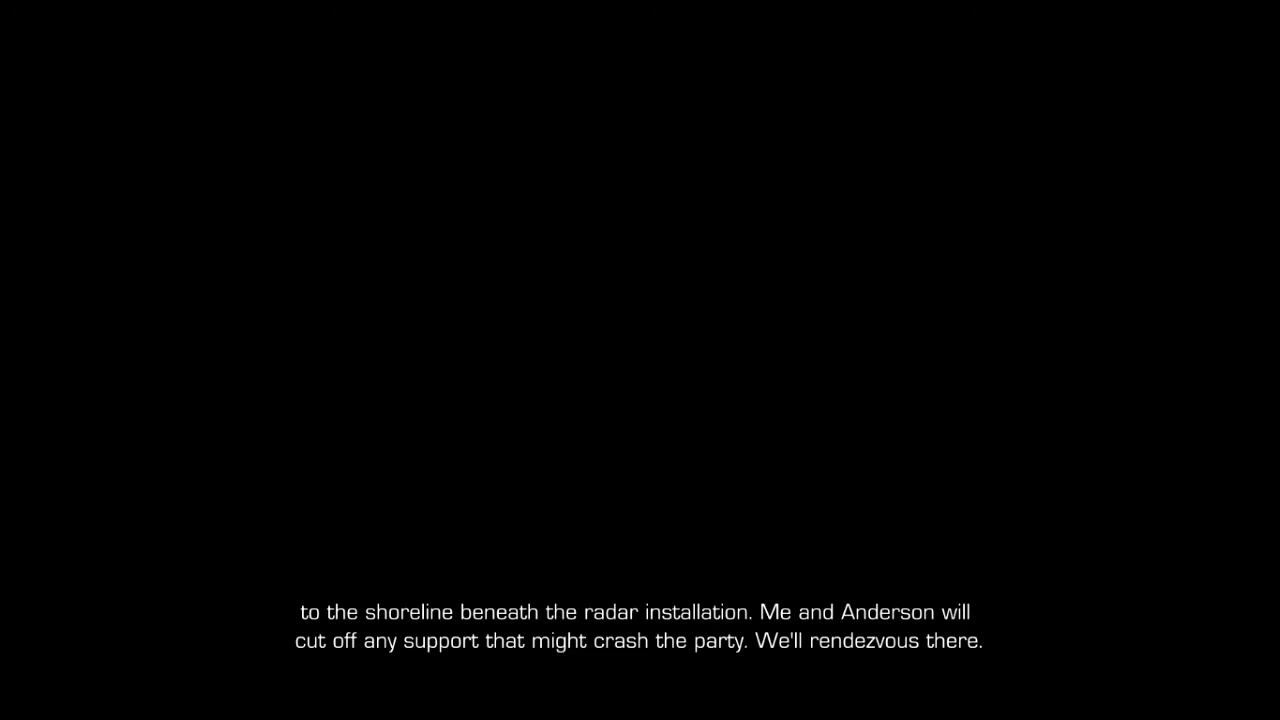 to the shoreline beneath the radar installation. Me and Anderson will
cut off any support that might crash the party. We'll rendezvous there.